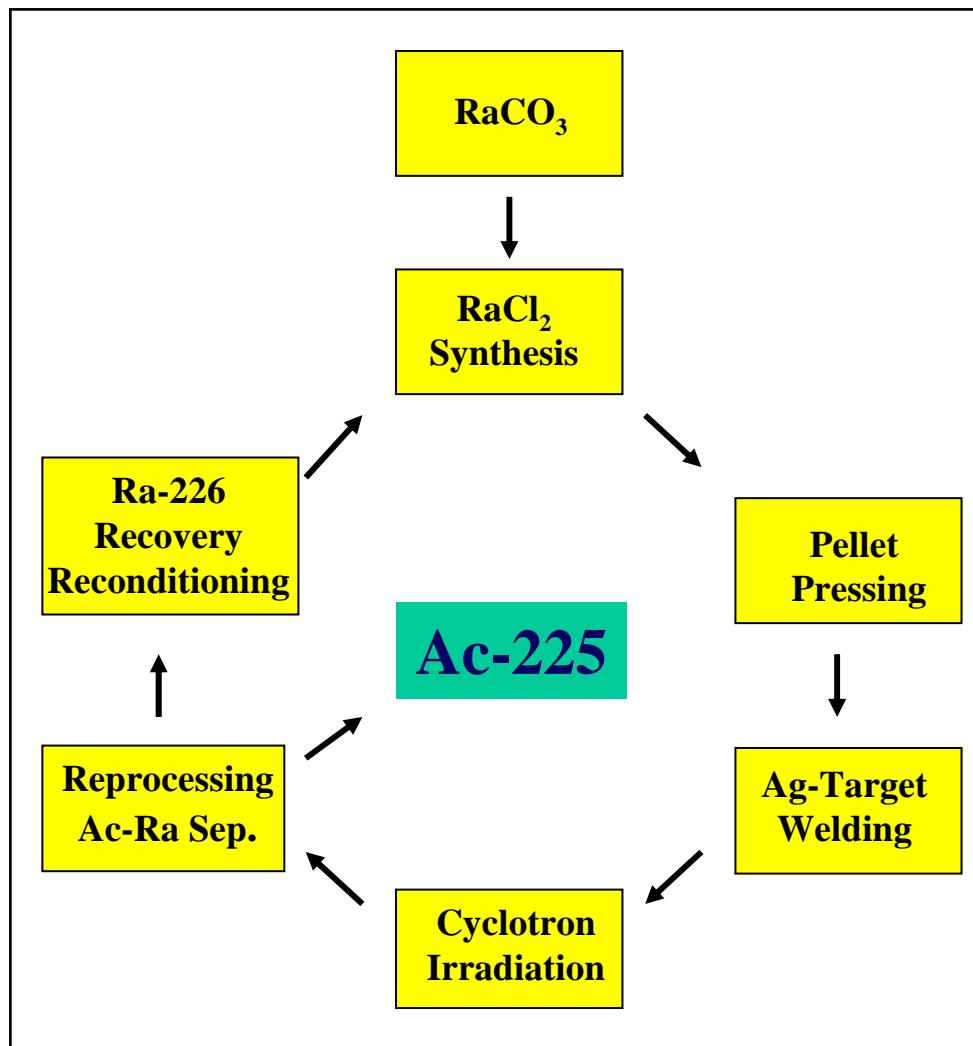 RaCO₃
RaCl₂
Synthesis
Pellet
Pressing
Ag-Target
Welding
Cyclotron
Irradiation
Reprocessing
Ac-Ra Sep.
Ra-226
Recovery
Reconditioning
Ac-225